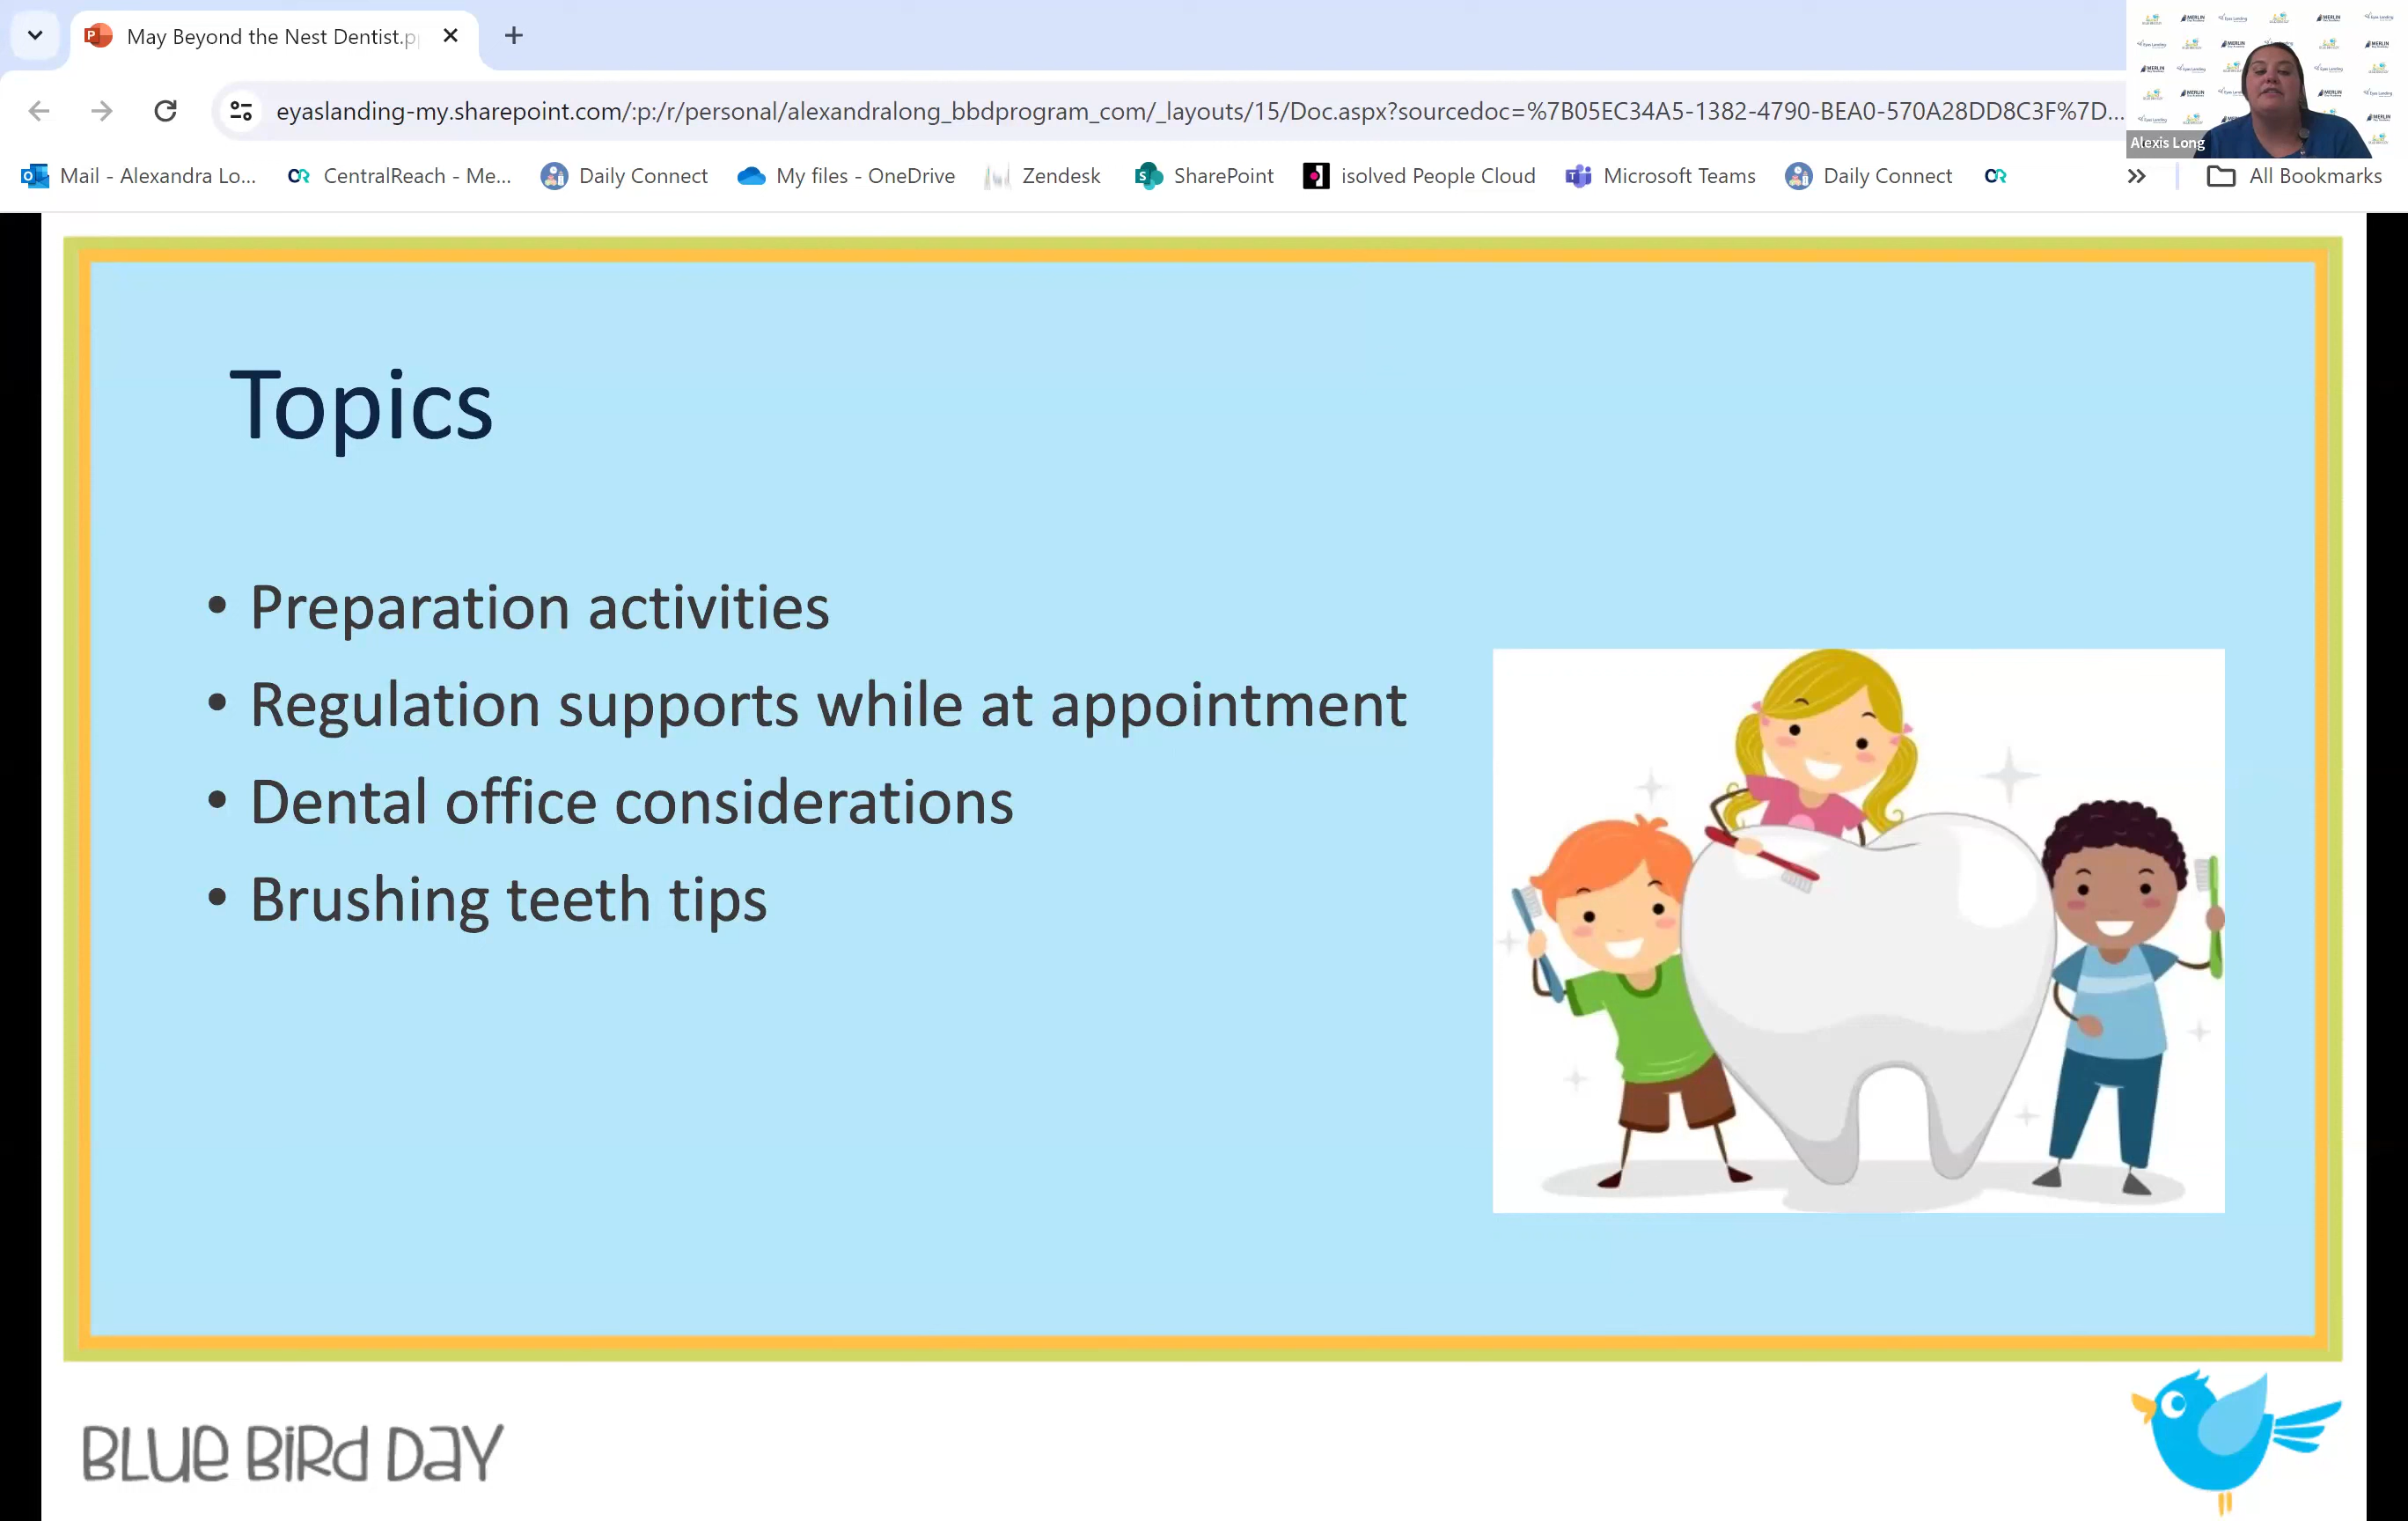 May Beyond the Nest Dentist.p
eyaslanding-my.sharepoint.com/:p:/r/personal/alexandralong_bbdprogram_com/_layouts/15/Doc.aspx?sourcedoc=%7B05EC34A5-1382-4790-BEA0-570A28DD8C3F%7D...
Alexis Long
Mail - Alexandra Lo... CentralReach - Me... Daily Connect My files - OneDrive Zendesk SharePoint isolved People Cloud Microsoft Teams Daily Connect All Bookmarks
Topics
• Preparation activities
• Regulation supports while at appointment
• Dental office considerations
• Brushing teeth tips
BLUe BiRd DaY